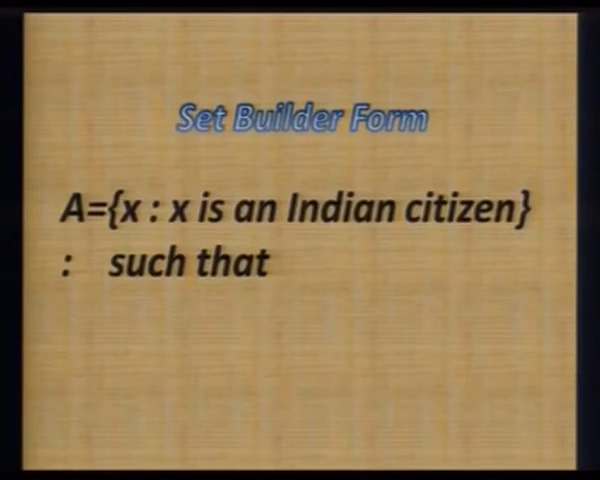 Set Builder Form
A={x : x is an Indian citizen}
: such that